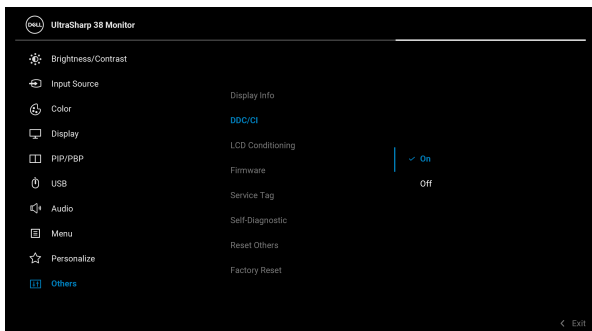 DELL UltraSharp 38 Monitor
Brightness/Contrast
Input Source
Color
Display
PIP/PBP
USB
Audio
Menu
Personalize
Others
Display Info
DDC/CI
LCD Conditioning
Firmware
Service Tag
Self-Diagnostic
Reset Others
Factory Reset
On
Off
Exit